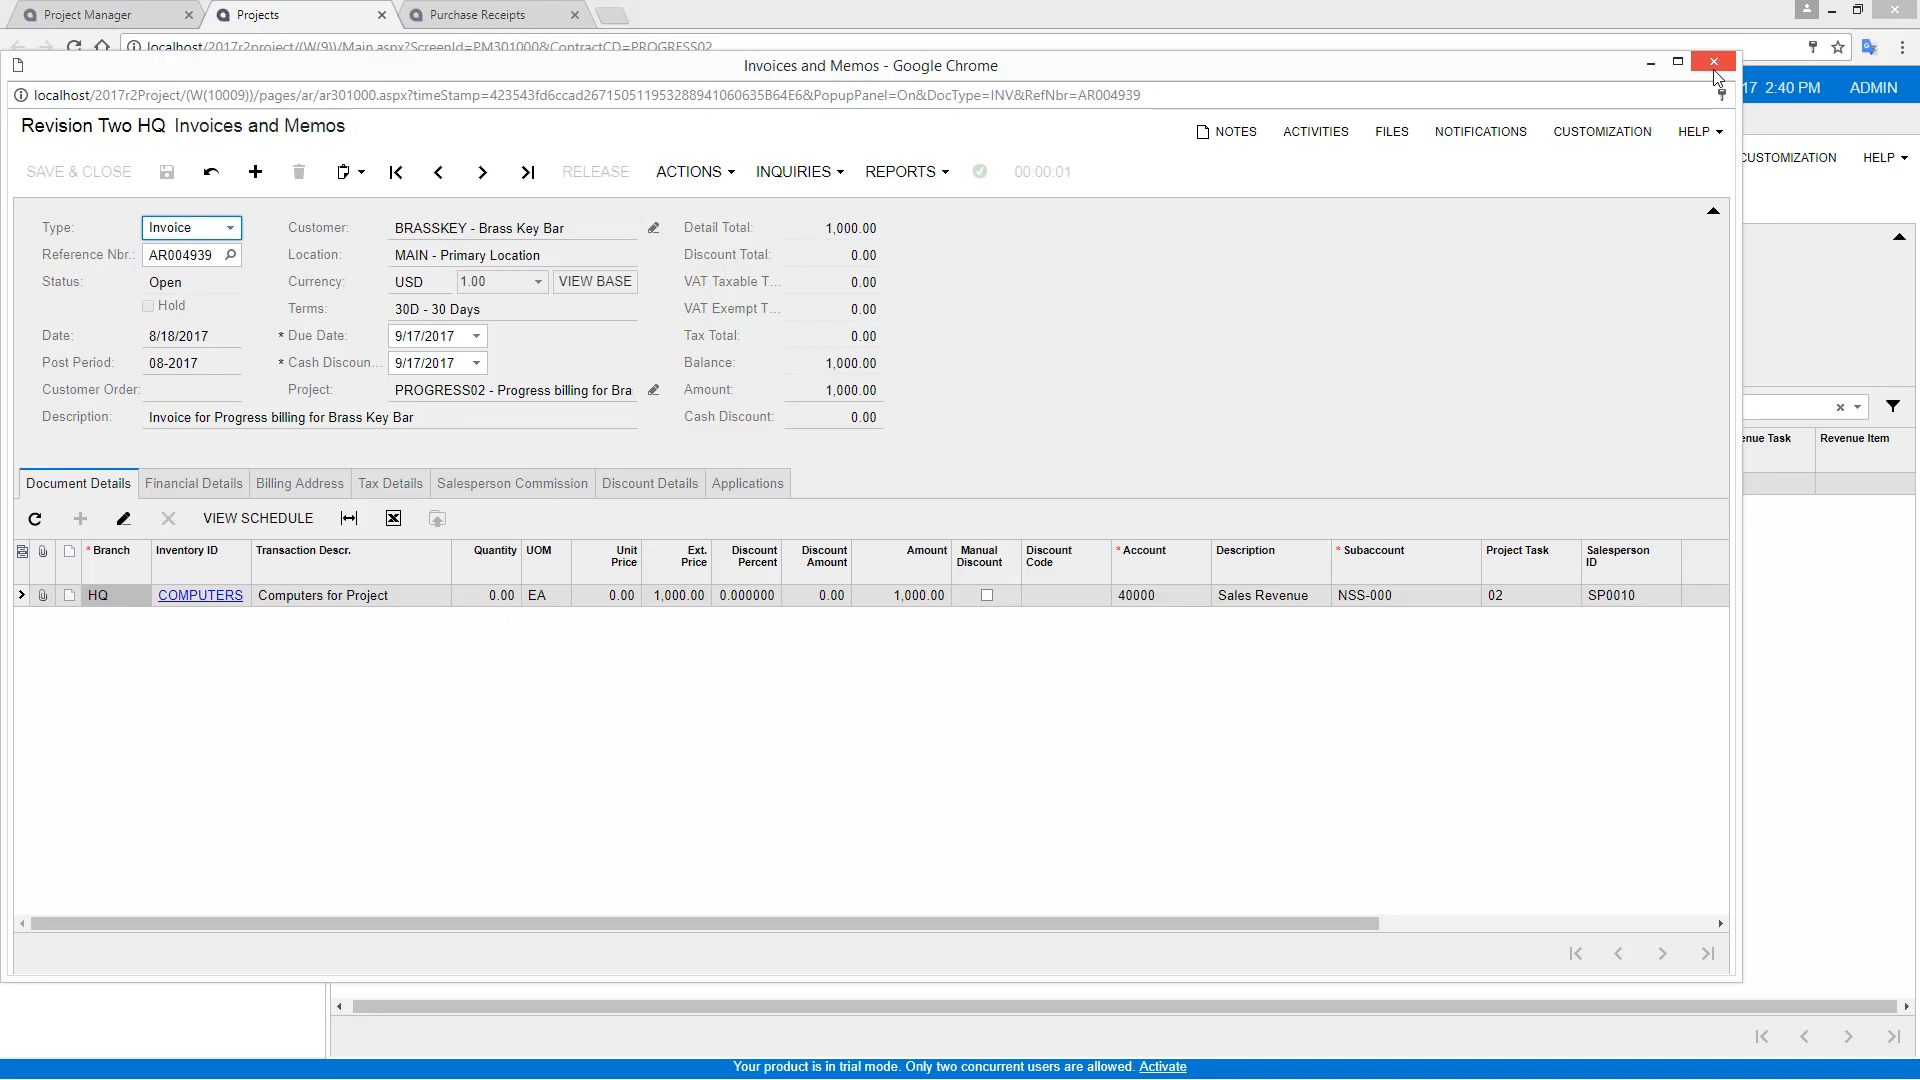 Project Manager
Projects
Purchase Receipts
localhost/2017r2project/(W(9))/Main.aspx?ScreenId=PM301000&ContractCD=PROGRESS02
Invoices and Memos - Google Chrome
localhost/2017r2Project/(W(10009))/pages/ar/ar301000.aspx?timeStamp=423543fd6ccad267150511953288941060635B64E6&PopupPanel=On&DocType=INV&RefNbr=AR004939
17 2:40 PM ADMIN
Revision Two HQ Invoices and Memos
NOTES ACTIVITIES FILES NOTIFICATIONS CUSTOMIZATION HELP
CUSTOMIZATION HELP
SAVE & CLOSE RELEASE ACTIONS INQUIRIES REPORTS 00:00:01
Type: Invoice Customer: BRASSKEY - Brass Key Bar Detail Total: 1,000.00
Reference Nbr.: AR004939 Location: MAIN - Primary Location Discount Total: 0.00
Status: Open Currency: USD 1.00 VIEW BASE VAT Taxable T... 0.00
Hold Terms: 30D - 30 Days VAT Exempt T... 0.00
Date: 8/18/2017 * Due Date: 9/17/2017 Tax Total: 0.00
Post Period: 08-2017 * Cash Discoun... 9/17/2017 Balance: 1,000.00
Customer Order: Project: PROGRESS02 - Progress billing for Bra Amount: 1,000.00
Description: Invoice for Progress billing for Brass Key Bar Cash Discount: 0.00
enue Task Revenue Item
Document Details Financial Details Billing Address Tax Details Salesperson Commission Discount Details Applications
VIEW SCHEDULE
* Branch Inventory ID Transaction Descr. Quantity UOM Unit Price Ext. Price Discount Percent Discount Amount Amount Manual Discount Discount Code * Account Description * Subaccount Project Task Salesperson ID
HQ COMPUTERS Computers for Project 0.00 EA 0.00 1,000.00 0.000000 0.00 1,000.00 40000 Sales Revenue NSS-000 02 SP0010
Your product is in trial mode. Only two concurrent users are allowed. Activate